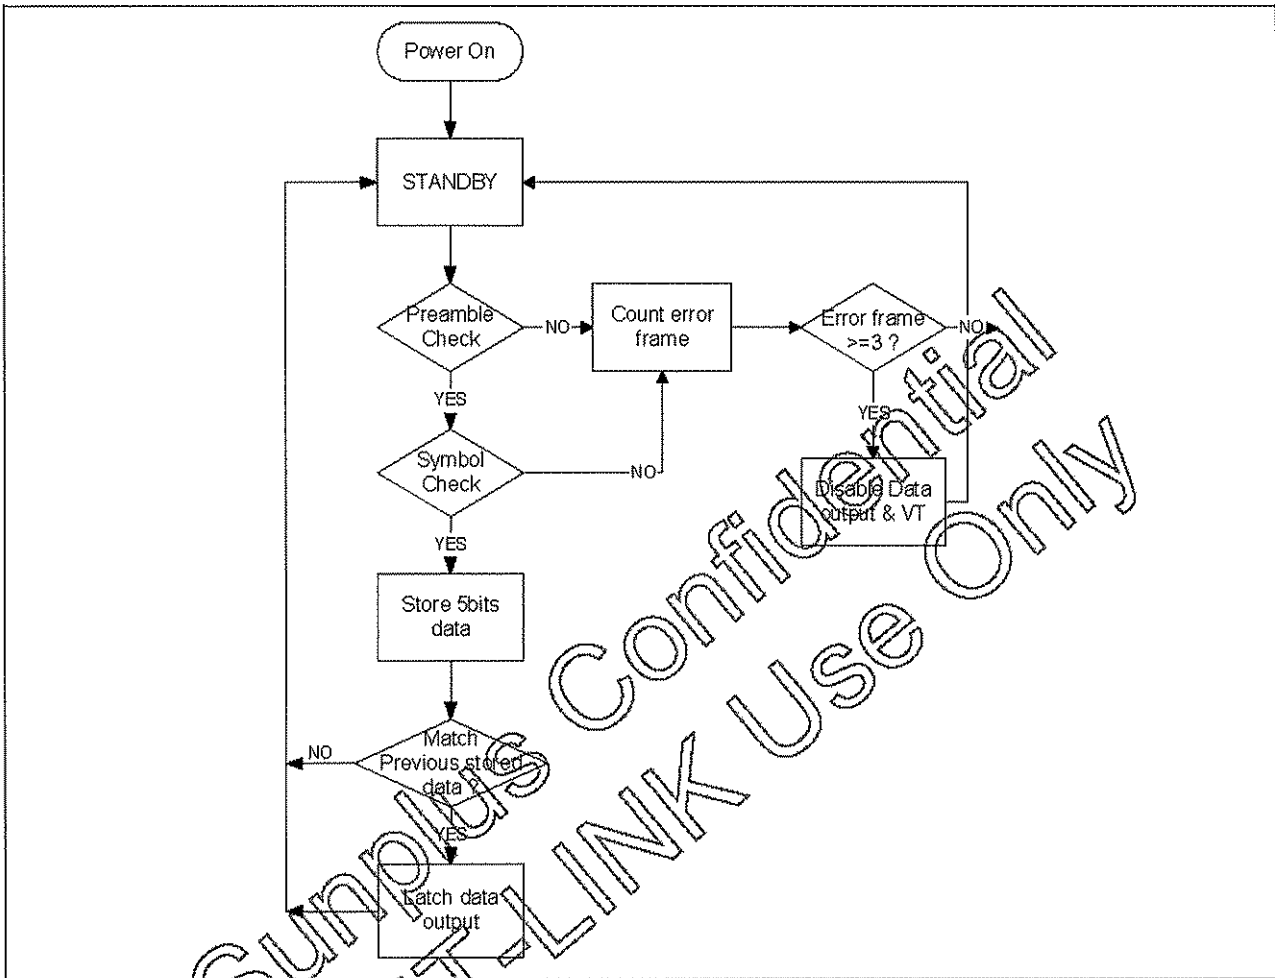 Power On
STANDBY
Preamble
Check
NO
Count error
frame
Error frame
>=3 ?
NO
YES
YES
Symbol
Check
NO
Disable Data
output & VT
YES
Store 5bits
data
Match
Previous stored
data ?
NO
YES
Latch data
output
Sunplus Confidential
T-LINK Use Only